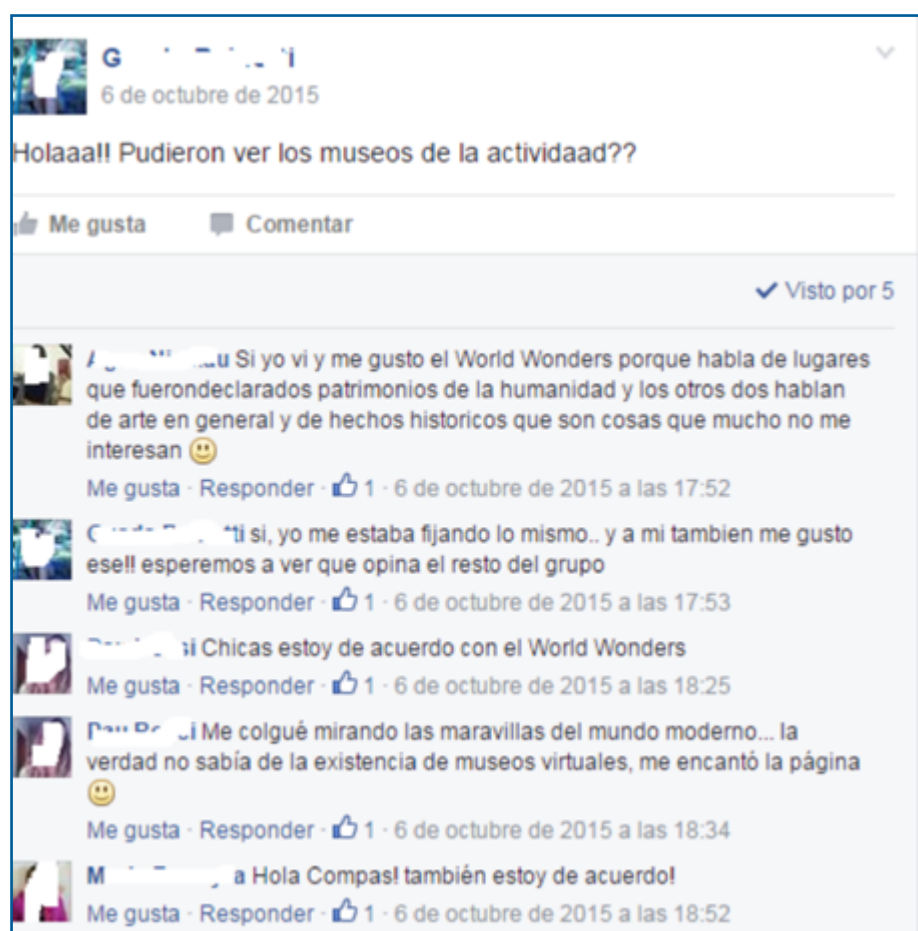 G
6 de octubre de 2015
Holaaa!! Pudieron ver los museos de la actividaad??
Me gusta Comentar
Visto por 5
Si yo vi y me gusto el World Wonders porque habla de lugares
que fuerondeclarados patrimonios de la humanidad y los otros dos hablan
de arte en general y de hechos historicos que son cosas que mucho no me
interesan
Me gusta · Responder · 1 · 6 de octubre de 2015 a las 17:52
si, yo me estaba fijando lo mismo.. y a mi tambien me gusto
ese!! esperemos a ver que opina el resto del grupo
Me gusta · Responder · 1 · 6 de octubre de 2015 a las 17:53
Chicas estoy de acuerdo con el World Wonders
Me gusta · Responder · 1 · 6 de octubre de 2015 a las 18:25
Me colgué mirando las maravillas del mundo moderno... la
verdad no sabía de la existencia de museos virtuales, me encantó la página
Me gusta · Responder · 1 · 6 de octubre de 2015 a las 18:34
Hola Compas! también estoy de acuerdo!
Me gusta · Responder · 1 · 6 de octubre de 2015 a las 18:52